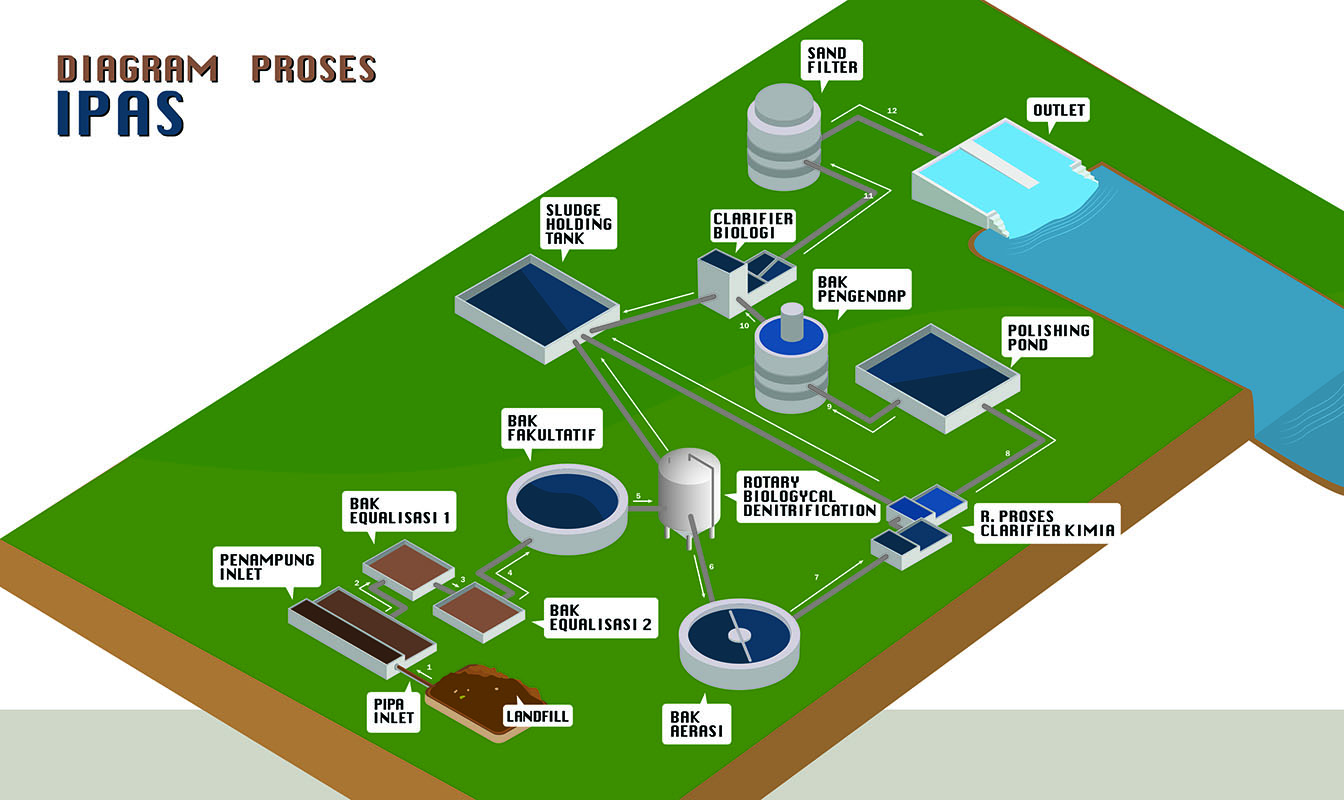 DIAGRAM PROSES
IPAS
SAND
FILTER
12
OUTLET
11
SLUDGE
HOLDING
TANK
CLARIFIER
BIOLOGI
BAK
PENGENDAP
10
POLISHING
POND
9
BAK
FAKULTATIF
8
5
ROTARY
BIOLOGYCAL
DENITRIFICATION
BAK
EQUALISASI 1
R. PROSES
CLARIFIER KIMIA
PENAMPUNG
INLET
2
3
4
6
7
BAK
EQUALISASI 2
1
PIPA
INLET
LANDFILL
BAK
AERASI